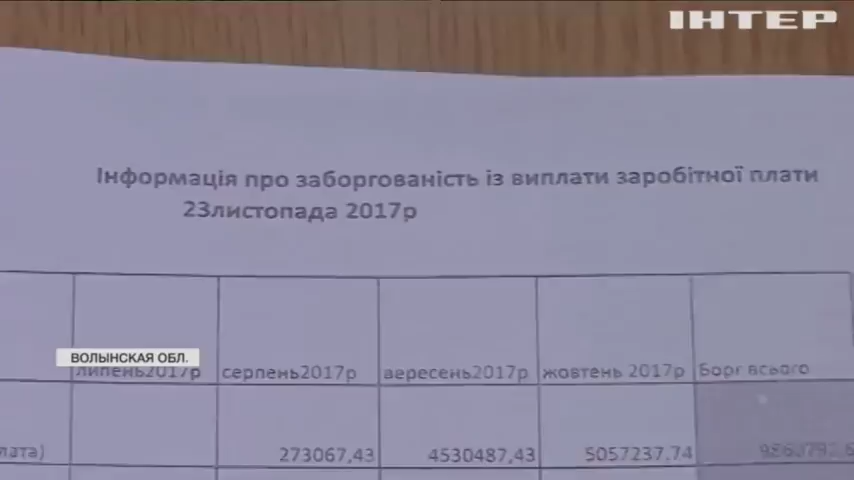 ІНТЕР
Інформація про заборгованість із виплати заробітної плати
23листопада 2017р
ВОЛЫНСКАЯ ОБЛ.
липень2017р серпень2017р вересень2017р жовтень 2017р Борг всього
лата) 273067,43 4530487,43 5057237.74